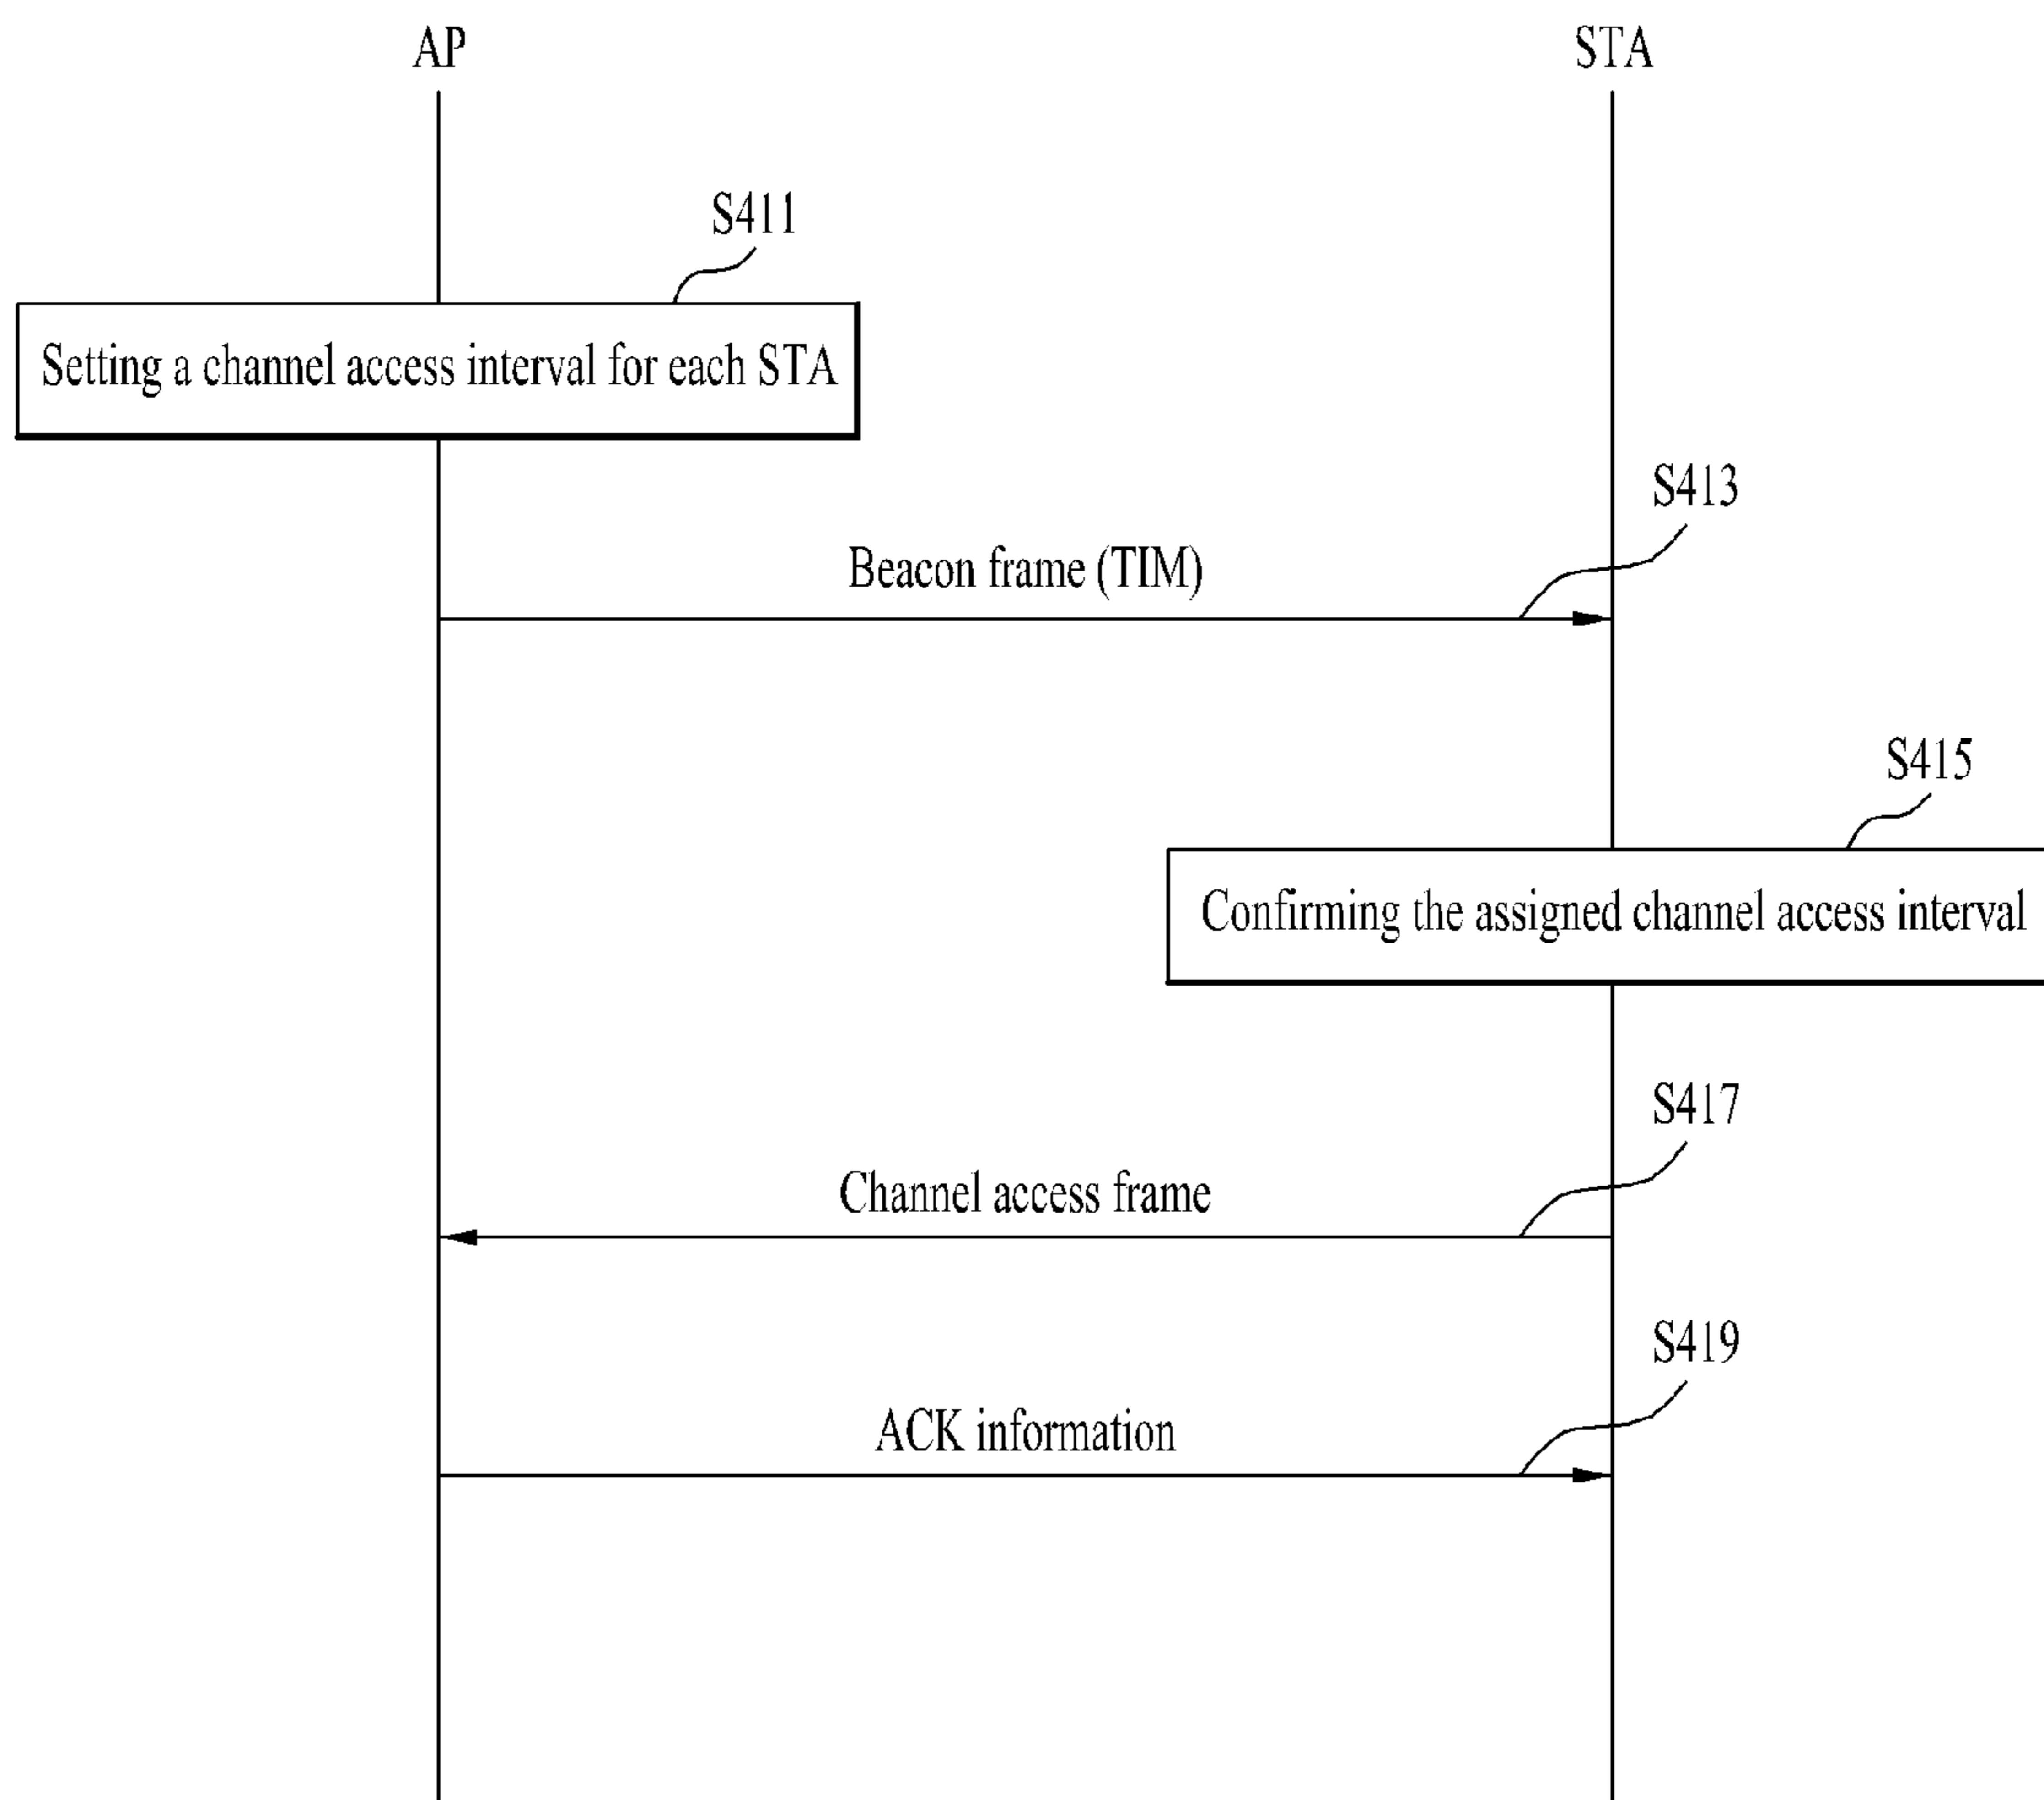 AP
STA
S411
Setting a channel access interval for each STA
S413
Beacon frame (TIM)
S415
Confirming the assigned channel access interval
S417
Channel access frame
S419
ACK information